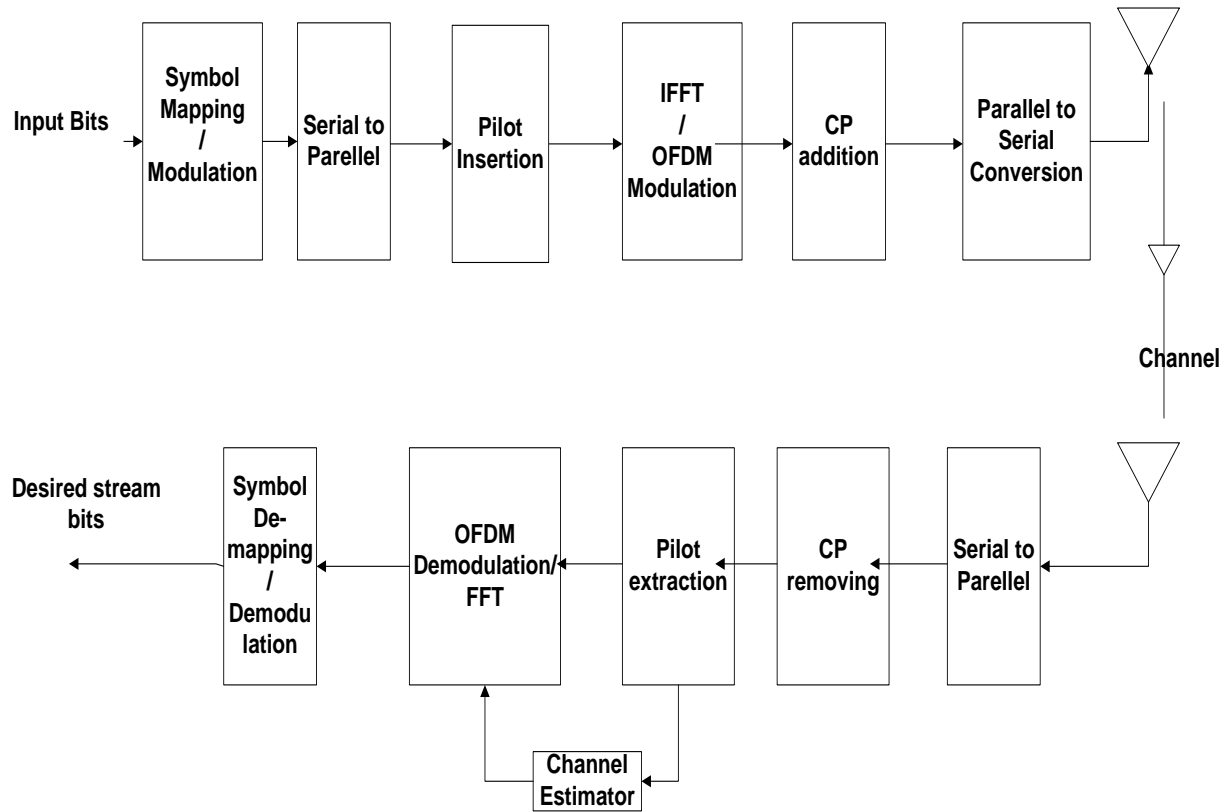 Input Bits
Symbol
Mapping
/
Modulation
Serial to
Parellel
Pilot
Insertion
IFFT
/
OFDM
Modulation
CP
addition
Parallel to
Serial
Conversion
Channel
Desired stream
bits
Symbol
De-
mapping
/
Demodu
lation
OFDM
Demodulation/
FFT
Pilot
extraction
CP
removing
Serial to
Parellel
Channel
Estimator